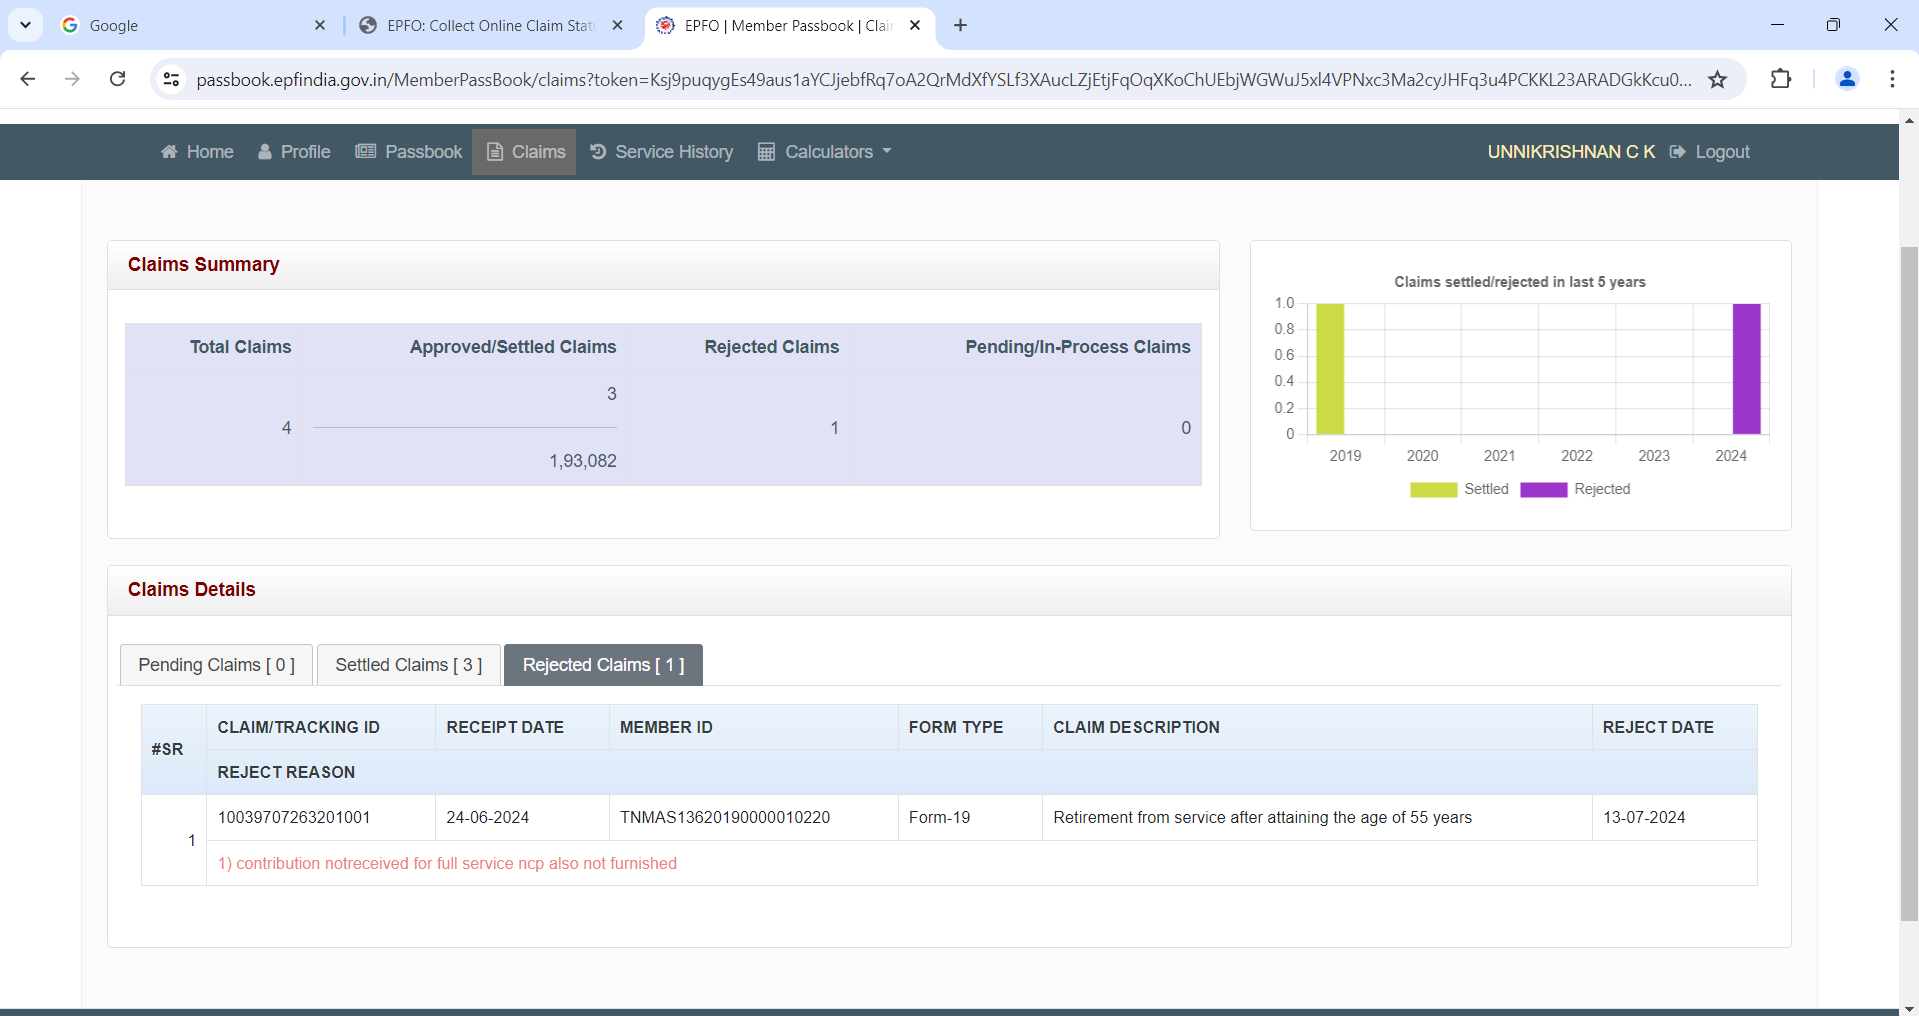 Google
EPFO: Collect Online Claim Stat
EPFO | Member Passbook | Clai
passbook.epfindia.gov.in/MemberPassBook/claims?token=Ksj9puqygEs49aus1aYCJjebfRq7oA2QrMdXfYSLf3XAucLZjEtjFqOqXKoChUEbjWGWuJ5xl4VPNxc3Ma2cyJHFq3u4PCKKL23ARADGkKcu0...
Home Profile Passbook Claims Service History Calculators UNNIKRISHNAN C K Logout
Claims Summary
Total Claims Approved/Settled Claims Rejected Claims Pending/In-Process Claims
3
4 1 0
1,93,082
Claims settled/rejected in last 5 years
1.0
0.8
0.6
0.4
0.2
0
2019 2020 2021 2022 2023 2024
Settled Rejected
Claims Details
Pending Claims [ 0 ] Settled Claims [ 3 ] Rejected Claims [ 1 ]
#SR CLAIM/TRACKING ID RECEIPT DATE MEMBER ID FORM TYPE CLAIM DESCRIPTION REJECT DATE
REJECT REASON
1 10039707263201001 24-06-2024 TNMAS13620190000010220 Form-19 Retirement from service after attaining the age of 55 years 13-07-2024
1) contribution notreceived for full service ncp also not furnished